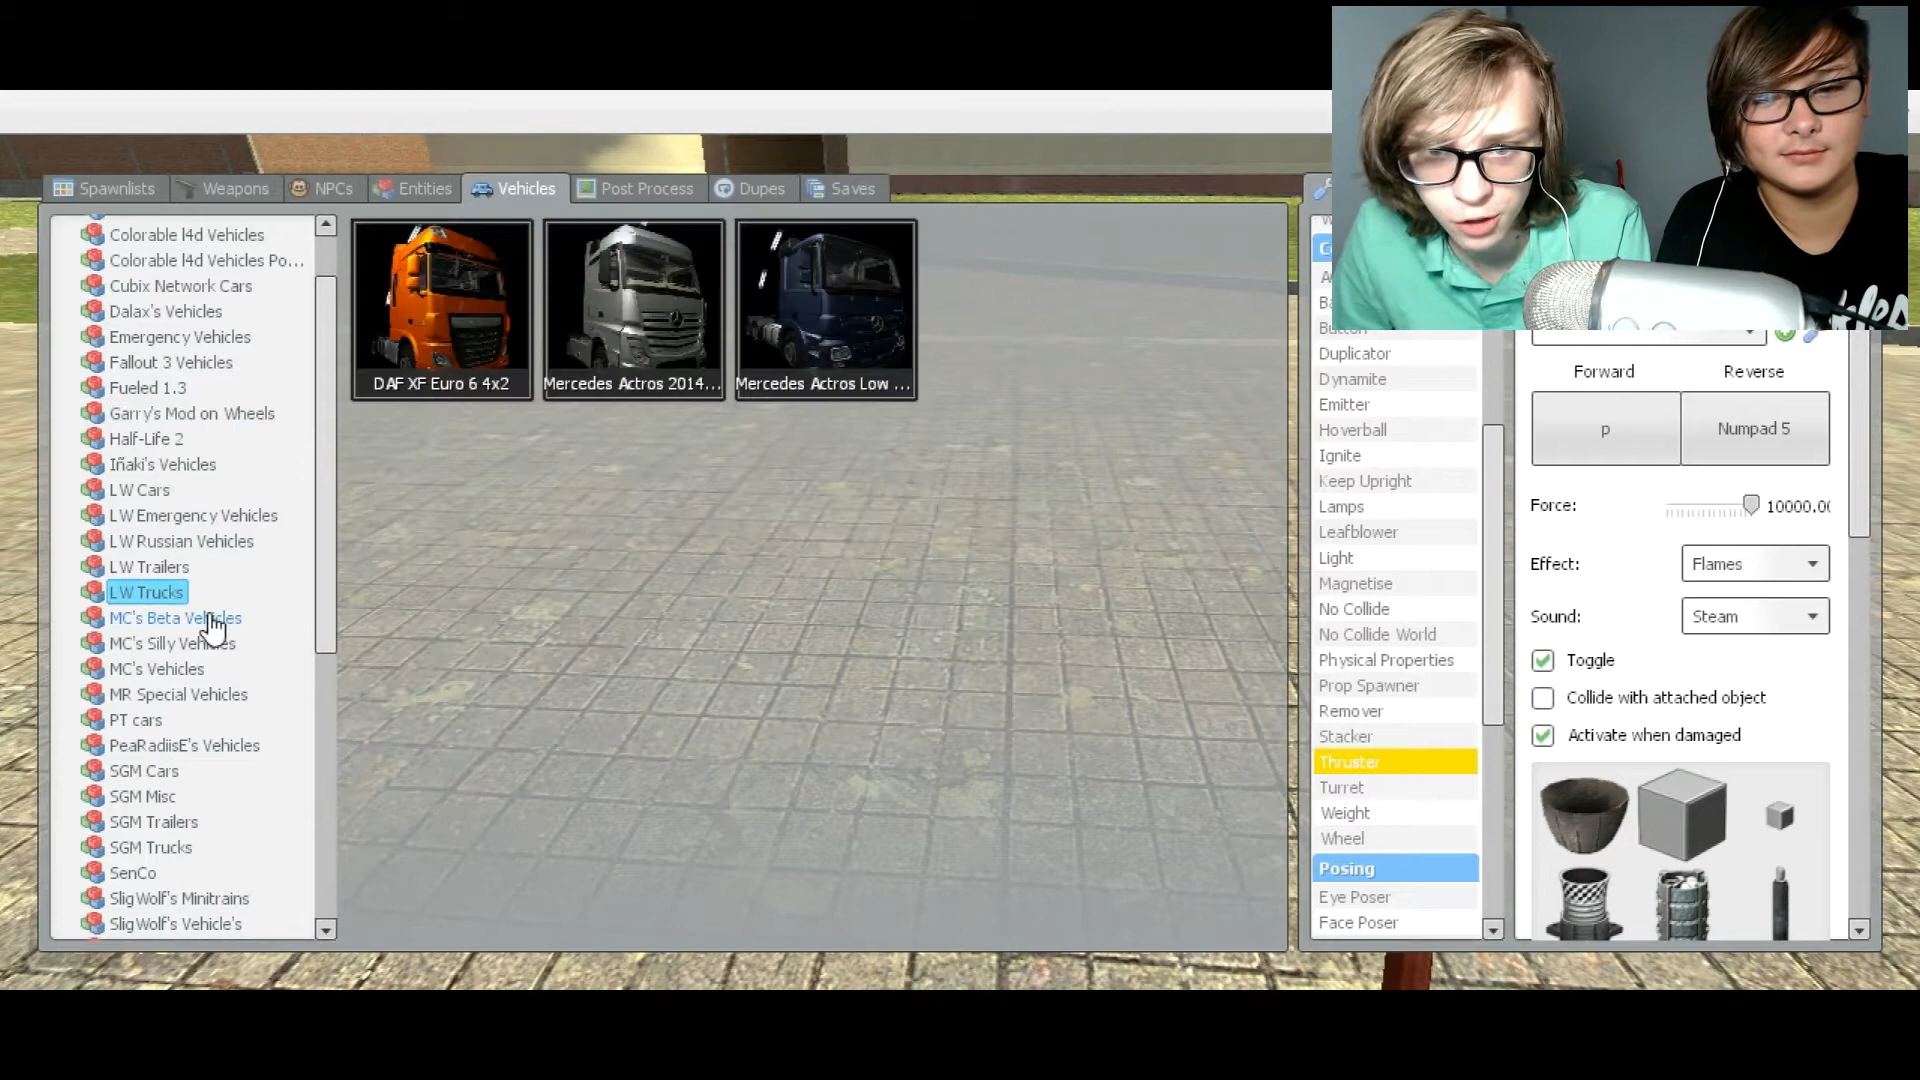 Spawnlists
Weapons
NPCs
Entities
Vehicles
Post Process
Dupes
Saves
Colorable l4d Vehicles
Colorable l4d Vehicles Po...
Cubix Network Cars
Dalax's Vehicles
Emergency Vehicles
Fallout 3 Vehicles
Fueled 1.3
Garry's Mod on Wheels
Half-Life 2
Iñaki's Vehicles
LW Cars
LW Emergency Vehicles
LW Russian Vehicles
LW Trailers
LW Trucks
MC's Beta Vehicles
MC's Silly Vehicles
MC's Vehicles
MR Special Vehicles
PT cars
PeaRadiisE's Vehicles
SGM Cars
SGM Misc
SGM Trailers
SGM Trucks
SenCo
SligWolf's Minitrains
SligWolf's Vehicle's
DAF XF Euro 6 4x2
Mercedes Actros 2014...
Mercedes Actros Low ...
Button
Duplicator
Dynamite
Emitter
Hoverball
Ignite
Keep Upright
Lamps
Leafblower
Light
Magnetise
No Collide
No Collide World
Physical Properties
Prop Spawner
Remover
Stacker
Thruster
Turret
Weight
Wheel
Posing
Eye Poser
Face Poser
Forward
Reverse
p
Numpad 5
Force:
10000.00
Effect:
Flames
Sound:
Steam
Toggle
Collide with attached object
Activate when damaged